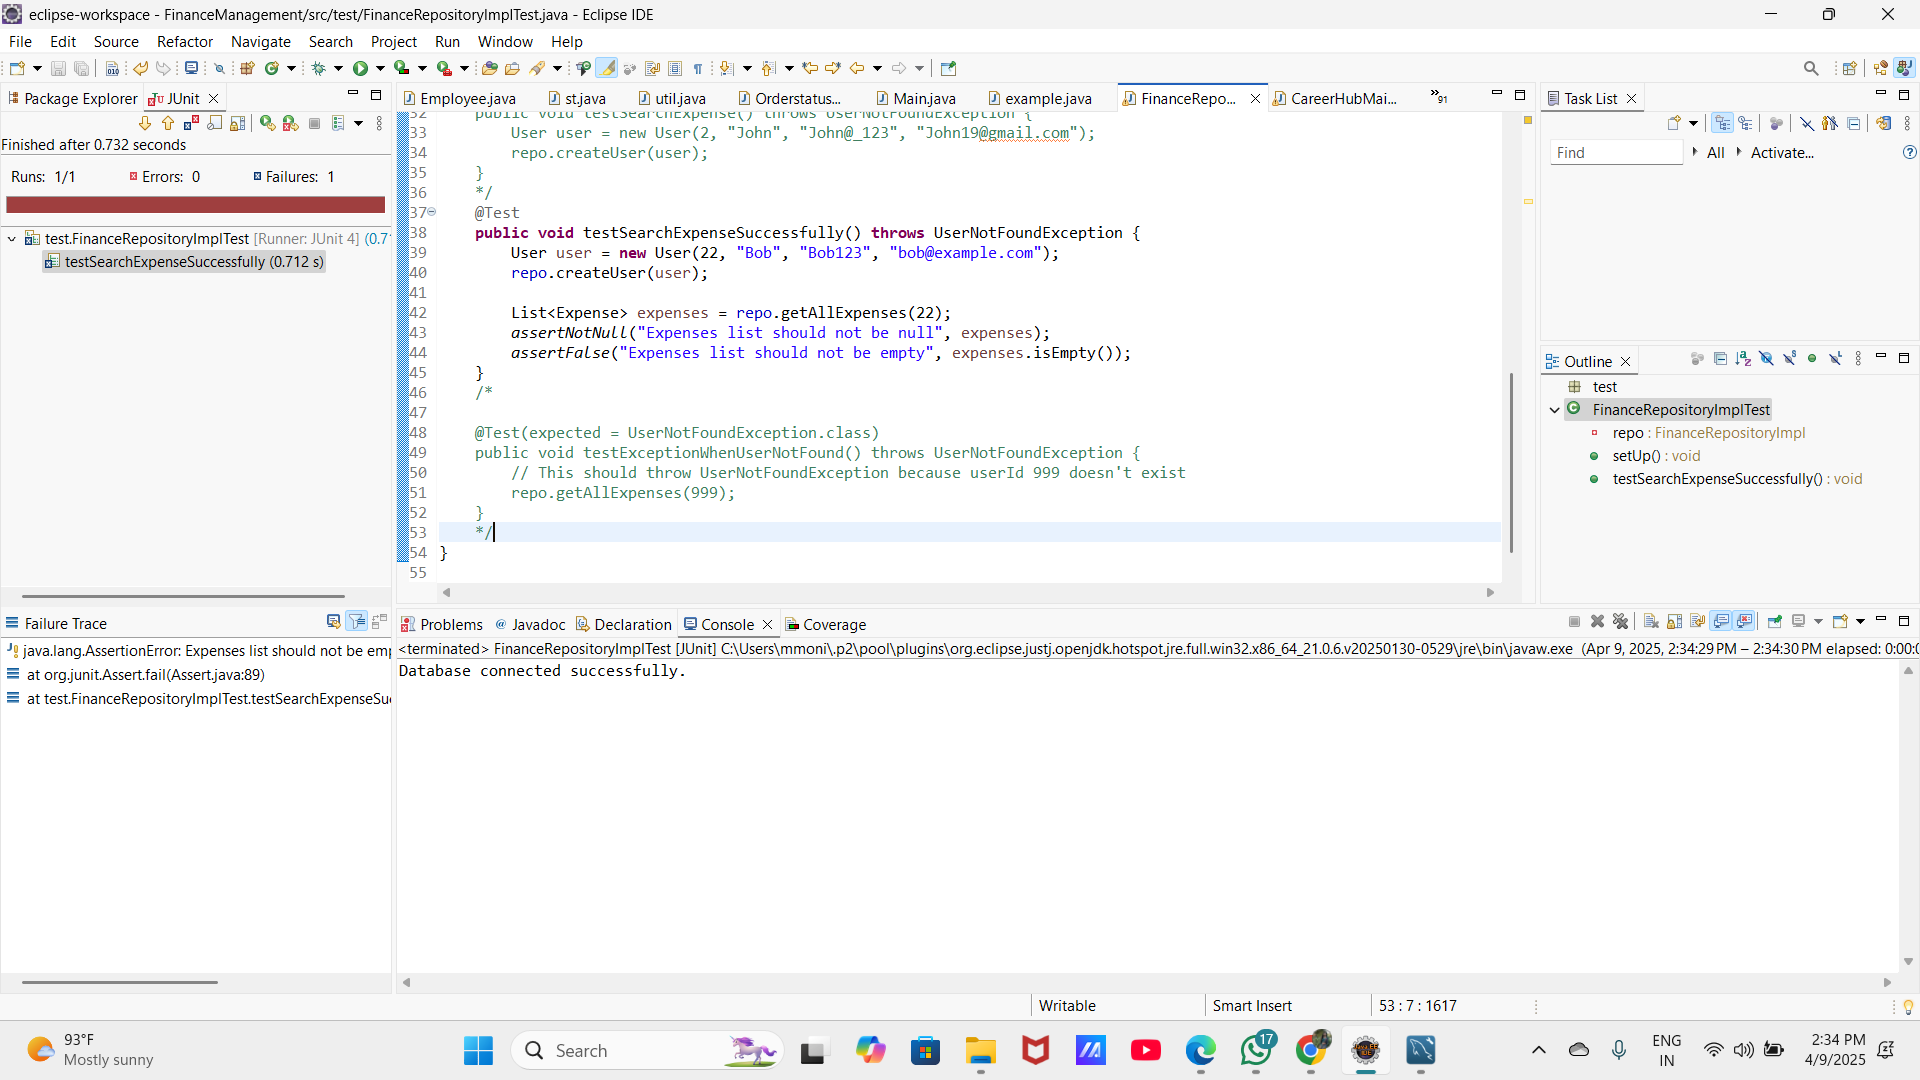 eclipse-workspace - FinanceManagement/src/test/FinanceRepositoryImplTest.java - Eclipse IDE
File Edit Source Refactor Navigate Search Project Run Window Help
Package Explorer JUnit
Finished after 0.732 seconds
Runs: 1/1 Errors: 0 Failures: 1
test.FinanceRepositoryImplTest [Runner: JUnit 4] (0.7
testSearchExpenseSuccessfully (0.712 s)
Failure Trace
java.lang.AssertionError: Expenses list should not be emp
at org.junit.Assert.fail(Assert.java:89)
at test.FinanceRepositoryImplTest.testSearchExpenseSu
Employee.java st.java util.java Orderstatus... Main.java example.java FinanceRepo... CareerHubMai... »91
32 public void testSearchExpense() throws UserNotFoundException {
33 User user = new User(2, "John", "John@_123", "John19@gmail.com");
34 repo.createUser(user);
35 }
36 */
37 @Test
38 public void testSearchExpenseSuccessfully() throws UserNotFoundException {
39 User user = new User(22, "Bob", "Bob123", "bob@example.com");
40 repo.createUser(user);
41
42 List<Expense> expenses = repo.getAllExpenses(22);
43 assertNotNull("Expenses list should not be null", expenses);
44 assertFalse("Expenses list should not be empty", expenses.isEmpty());
45 }
46 /*
47
48 @Test(expected = UserNotFoundException.class)
49 public void testExceptionWhenUserNotFound() throws UserNotFoundException {
50 // This should throw UserNotFoundException because userId 999 doesn't exist
51 repo.getAllExpenses(999);
52 }
53 */
54 }
55
Task List
Find All Activate...
Outline
test
FinanceRepositoryImplTest
repo : FinanceRepositoryImpl
setUp() : void
testSearchExpenseSuccessfully() : void
Problems Javadoc Declaration Console Coverage
<terminated> FinanceRepositoryImplTest [JUnit] C:\Users\mmoni\.p2\pool\plugins\org.eclipse.justj.openjdk.hotspot.jre.full.win32.x86_64_21.0.6.v20250130-0529\jre\bin\javaw.exe (Apr 9, 2025, 2:34:29 PM – 2:34:30 PM elapsed: 0:00:0
Database connected successfully.
Writable Smart Insert 53 : 7 : 1617
93°F
Mostly sunny
Search
17
ENG
IN
2:34 PM
4/9/2025